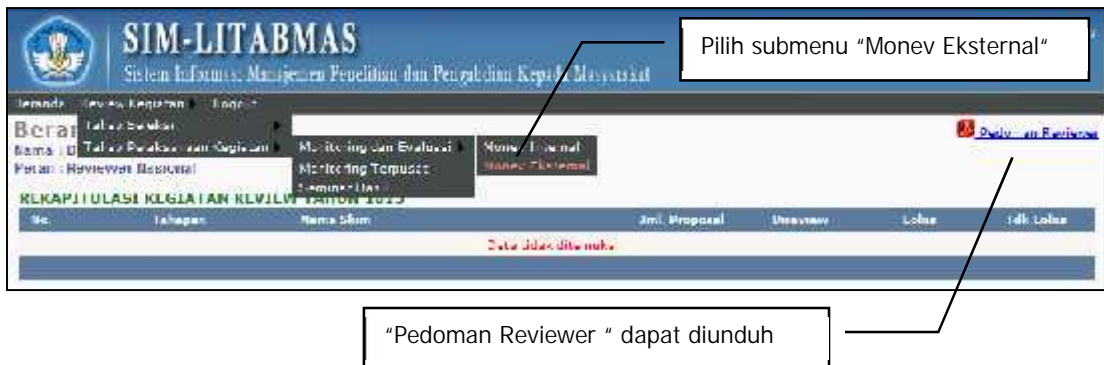 SIM-LITABMAS
Pilih submenu “Monev Eksternal“
Sistem Informasi Manajemen Penelitian dan Pengabdian Kepada Masyarakat
Beranda Review Kegiatan Logout
Beran
Tahap Seleksi
Pedoman Reviewer
Nama : D
Tahap Pelaksanaan Kegiatan
Monitoring dan Evaluasi
Monev Internal
Peran : Reviewer Nasional
Monitoring Terpusat
Monev Eksternal
Seminar Hasil
REKAPITULASI KEGIATAN REVIEW TAHUN 2013
No. Tahapan Nama Skim Jml. Proposal Unreview Lolos Tdk Lolos
Data tidak ditemukan
“Pedoman Reviewer “ dapat diunduh